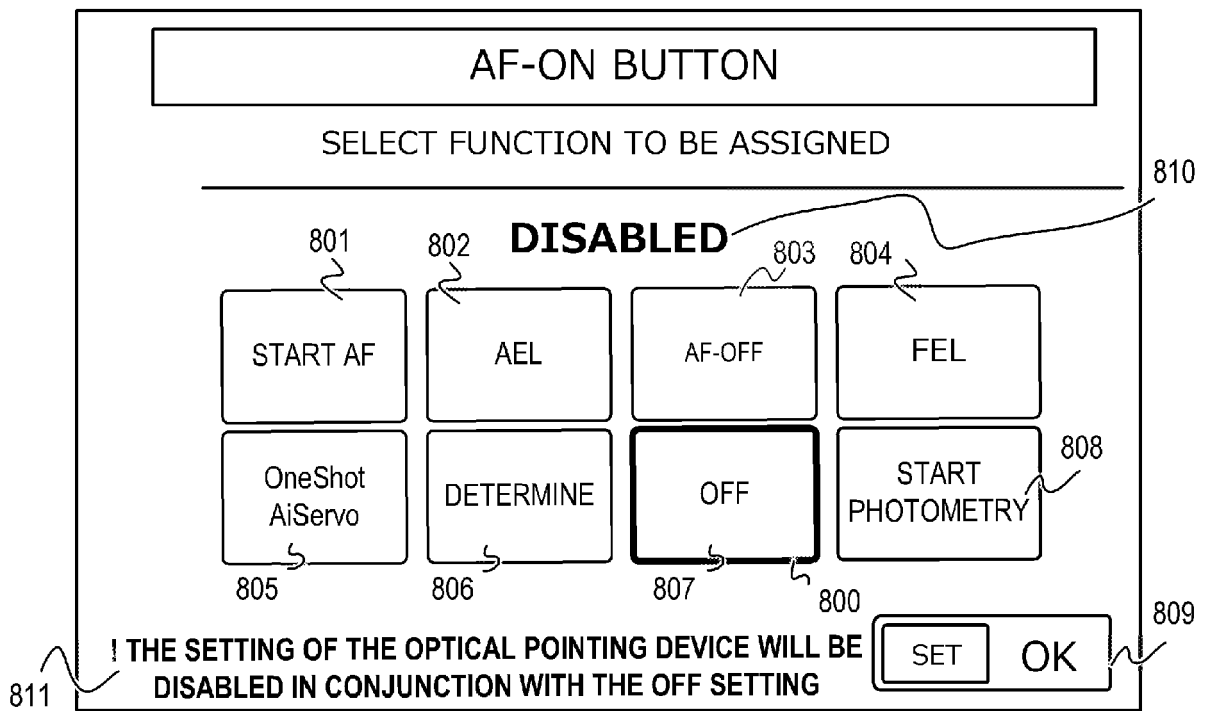 AF-ON BUTTON
SELECT FUNCTION TO BE ASSIGNED
810
DISABLED
801
802
803
804
START AF
AEL
AF-OFF
FEL
OneShot
AiServo
DETERMINE
OFF
START
PHOTOMETRY
808
805
806
807
800
809
! THE SETTING OF THE OPTICAL POINTING DEVICE WILL BE
DISABLED IN CONJUNCTION WITH THE OFF SETTING
SET
OK
811